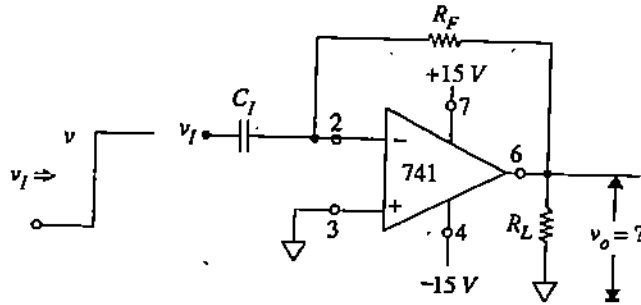 R_F
+15 V
C_I
v
v_I
2
7
−
v_I ⇒
741
6
+
3
4
R_L
v_o = ?
−15 V